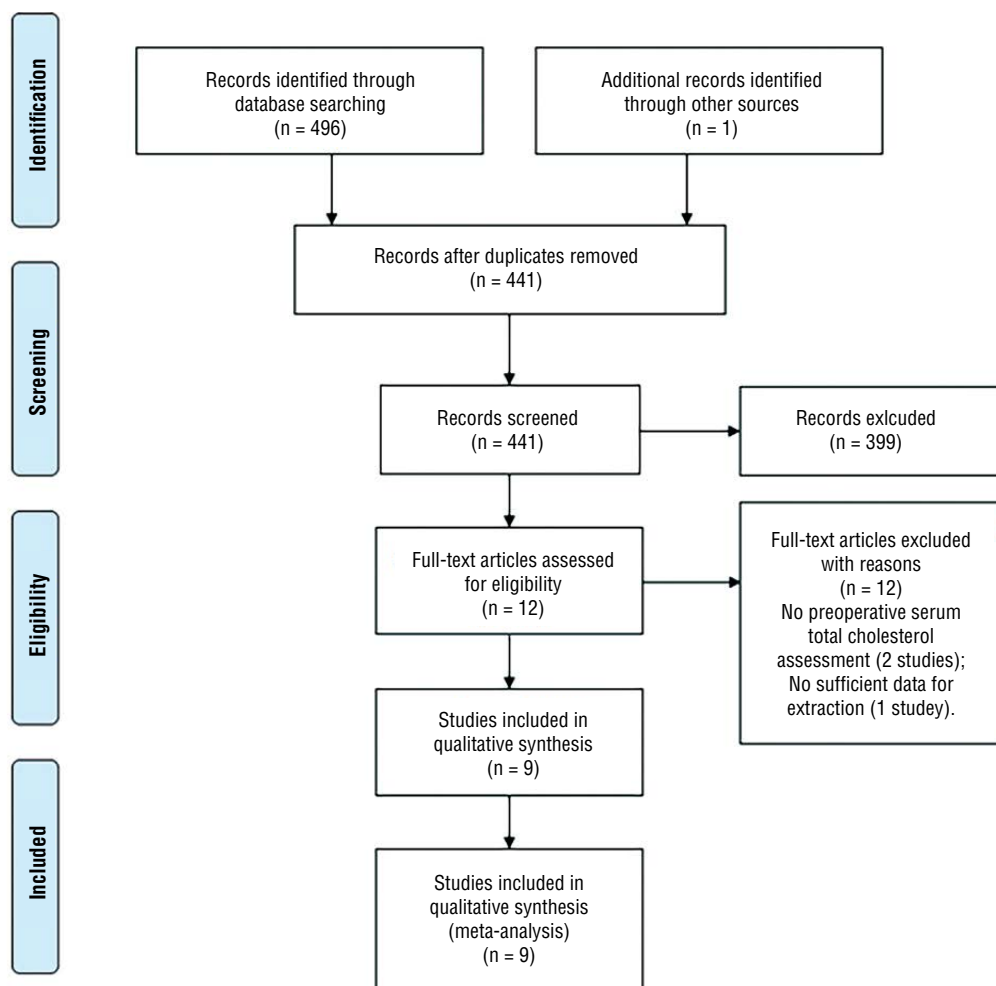 Identification
Records identified through
database searching
(n = 496)
Additional records identified
through other sources
(n = 1)
Records after duplicates removed
(n = 441)
Screening
Records screened
(n = 441)
Records exlcuded
(n = 399)
Eligibility
Full-text articles assessed
for eligibility
(n = 12)
Full-text articles excluded
with reasons
(n = 12)
No preoperative serum
total cholesterol
assessment (2 studies);
No sufficient data for
extraction (1 studey).
Studies included in
qualitative synthesis
(n = 9)
Included
Studies included in
qualitative synthesis
(meta-analysis)
(n = 9)